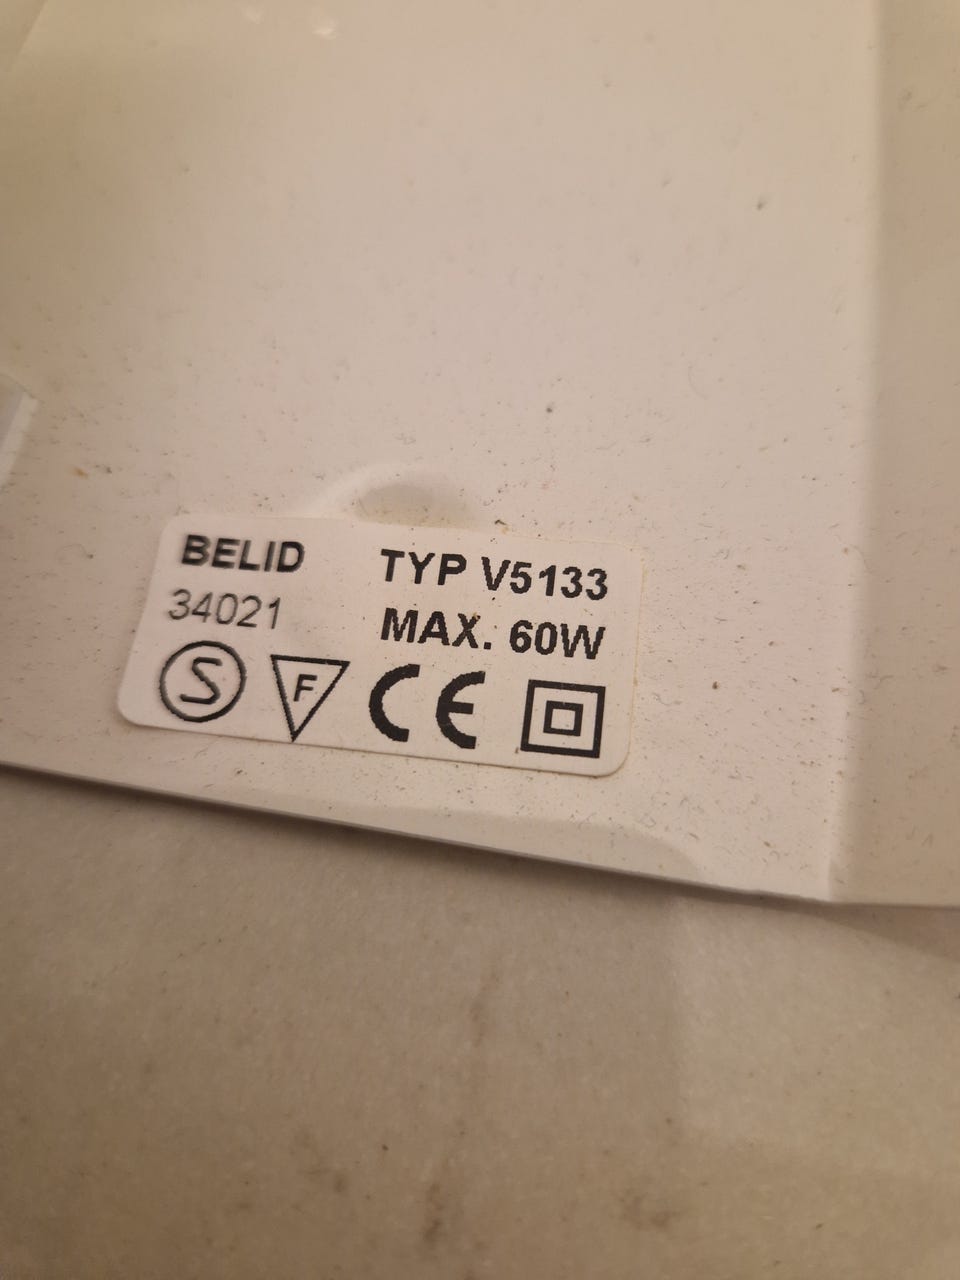 BELID TYP V5133
34021 MAX. 60W
S F CE